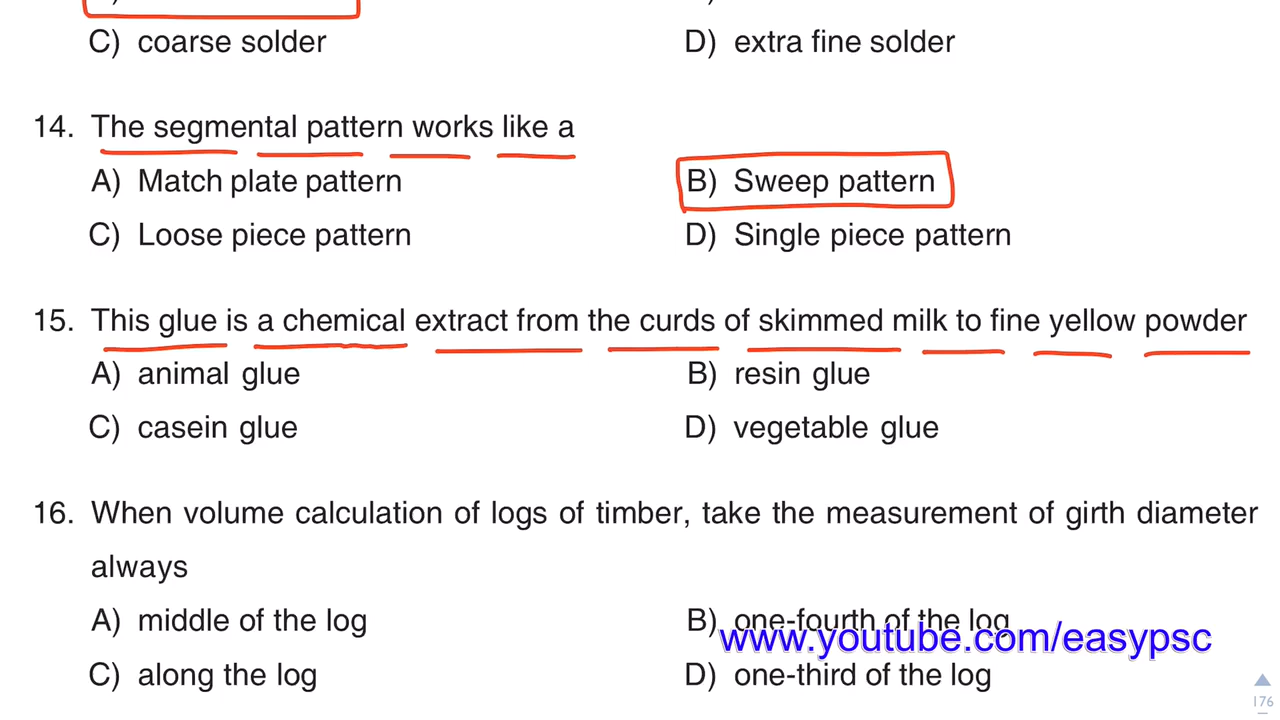 C) coarse solder
D) extra fine solder
14. The segmental pattern works like a
A) Match plate pattern
B) Sweep pattern
C) Loose piece pattern
D) Single piece pattern
15. This glue is a chemical extract from the curds of skimmed milk to fine yellow powder
A) animal glue
B) resin glue
C) casein glue
D) vegetable glue
16. When volume calculation of logs of timber, take the measurement of girth diameter
always
A) middle of the log
B) one-fourth of the log
www.youtube.com/easypsc
C) along the log
D) one-third of the log
176